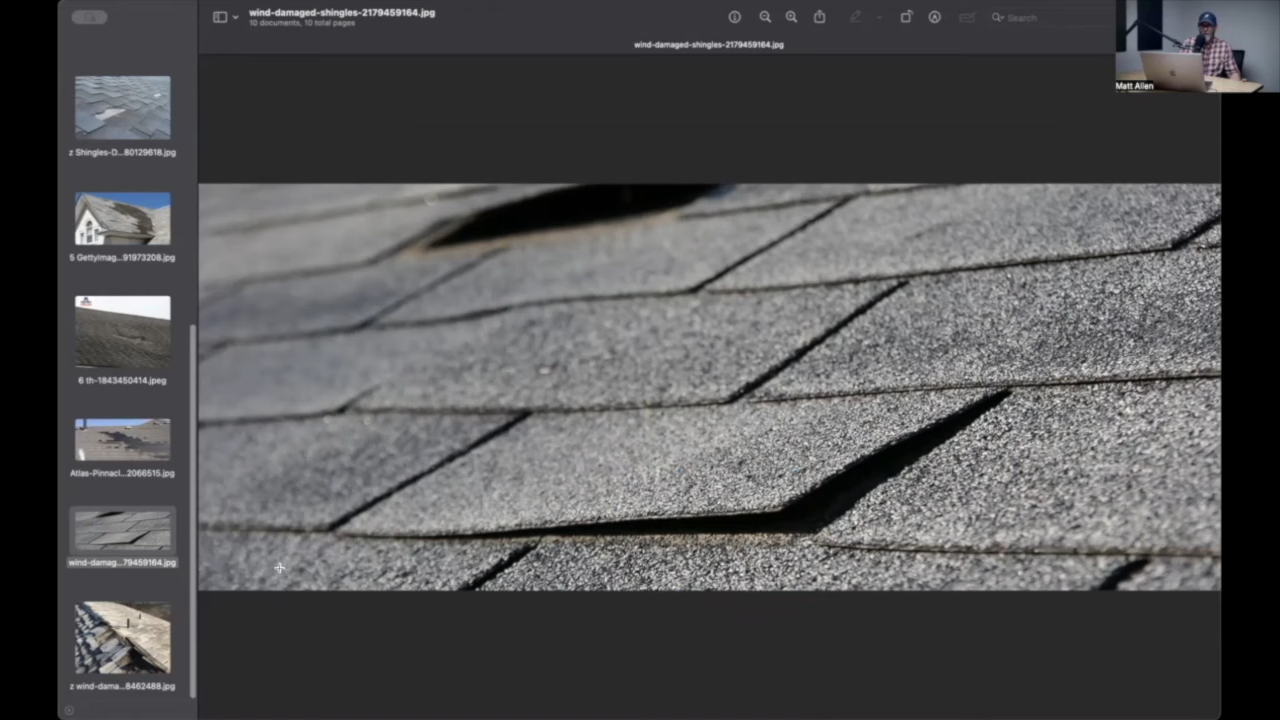 wind-damaged-shingles-2179459164.jpg
10 documents, 10 total pages
Search
wind-damaged-shingles-2179459164.jpg
Matt Allen
z Shingles-D...80129618.jpg
5 GettyImag...91973208.jpg
6 th-1843450414.jpeg
Atlas-Pinnacl...2066515.jpg
wind-damag...79459164.jpg
z wind-dama...8462488.jpg